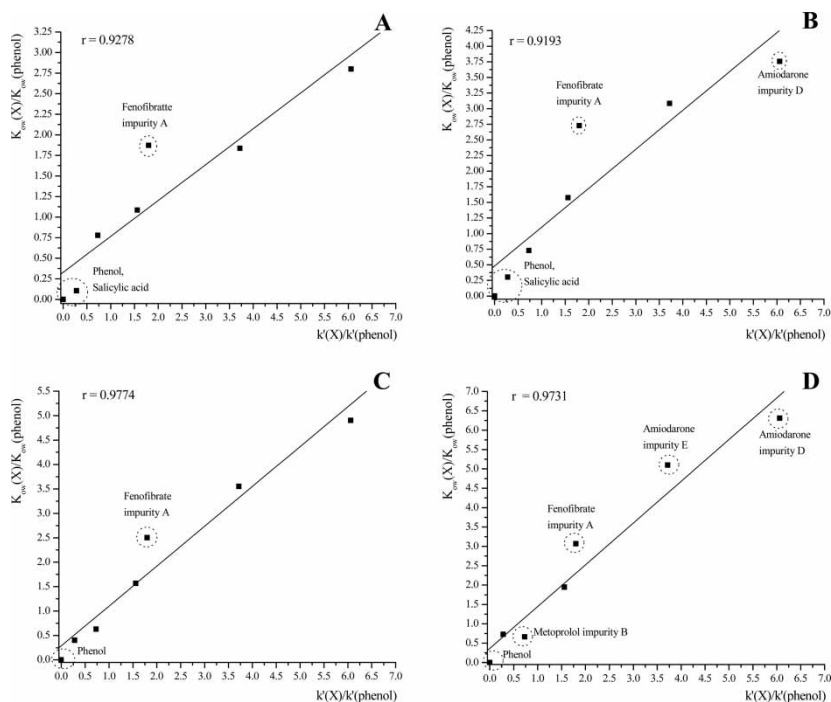 A
r = 0.9278
K_ow(X)/K_ow(phenol)
3.25
3.00
2.75
2.50
2.25
2.00
1.75
1.50
1.25
1.00
0.75
0.50
0.25
0.00
Fenofibratte
impurity A
Phenol,
Salicylic acid
0.0 0.5 1.0 1.5 2.0 2.5 3.0 3.5 4.0 4.5 5.0 5.5 6.0 6.5 7.0
k'(X)/k'(phenol)
B
r = 0.9193
K_ow(X)/K_ow(phenol)
4.25
4.00
3.75
3.50
3.25
3.00
2.75
2.50
2.25
2.00
1.75
1.50
1.25
1.00
0.75
0.50
0.25
0.00
Amiodarone
impurity D
Fenofibrate
impurity A
Phenol,
Salicylic acid
0.0 0.5 1.0 1.5 2.0 2.5 3.0 3.5 4.0 4.5 5.0 5.5 6.0 6.5 7.0
k'(X)/k'(phenol)
C
r = 0.9774
K_ow(X)/K_ow(phenol)
5.5
5.0
4.5
4.0
3.5
3.0
2.5
2.0
1.5
1.0
0.5
0.0
Fenofibrate
impurity A
Phenol
0.0 0.5 1.0 1.5 2.0 2.5 3.0 3.5 4.0 4.5 5.0 5.5 6.0 6.5 7.0
k'(X)/k'(phenol)
D
r = 0.9731
K_ow(X)/K_ow(phenol)
7.0
6.5
6.0
5.5
5.0
4.5
4.0
3.5
3.0
2.5
2.0
1.5
1.0
0.5
0.0
Amiodarone
impurity E
Amiodarone
impurity D
Fenofibrate
impurity A
Metoprolol impurity B
Phenol
0.0 0.5 1.0 1.5 2.0 2.5 3.0 3.5 4.0 4.5 5.0 5.5 6.0 6.5 7.0
k'(X)/k'(phenol)